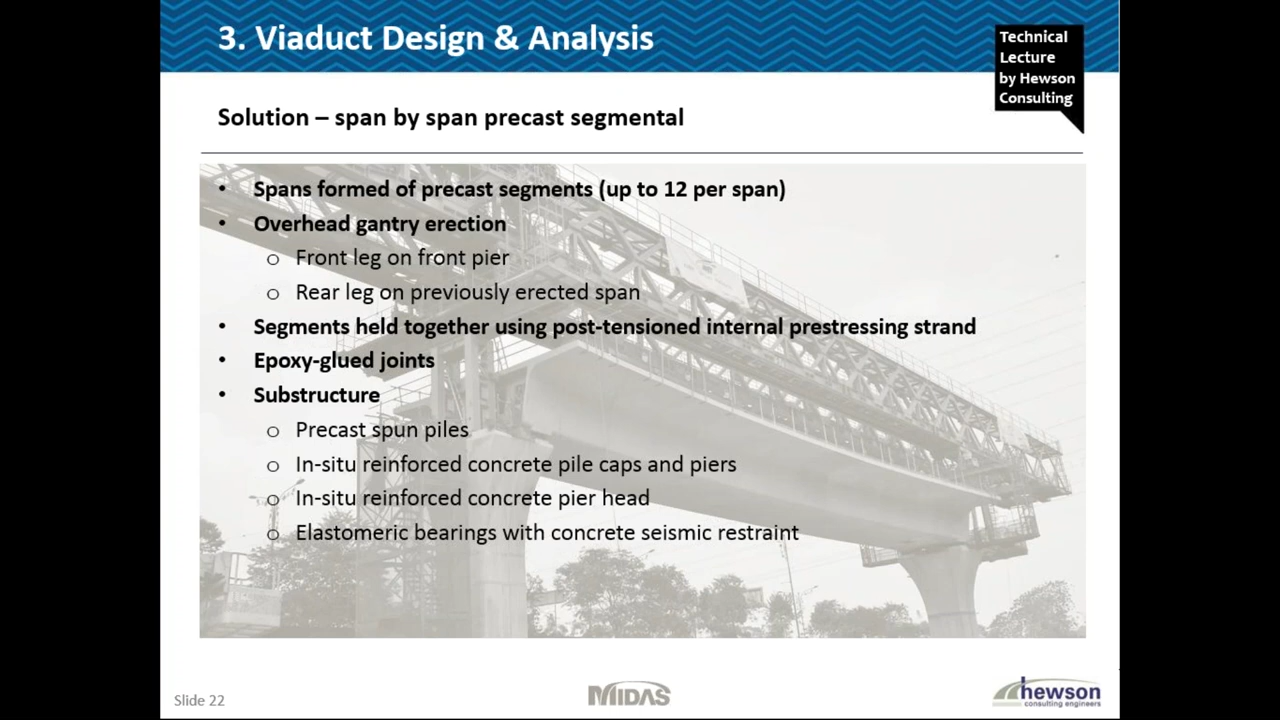 3. Viaduct Design & Analysis
Technical
Lecture
by Hewson
Consulting
Solution – span by span precast segmental
• Spans formed of precast segments (up to 12 per span)
• Overhead gantry erection
o Front leg on front pier
o Rear leg on previously erected span
• Segments held together using post-tensioned internal prestressing strand
• Epoxy-glued joints
• Substructure
o Precast spun piles
o In-situ reinforced concrete pile caps and piers
o In-situ reinforced concrete pier head
o Elastomeric bearings with concrete seismic restraint
Slide 22
MIDAS
hewson
consulting engineers